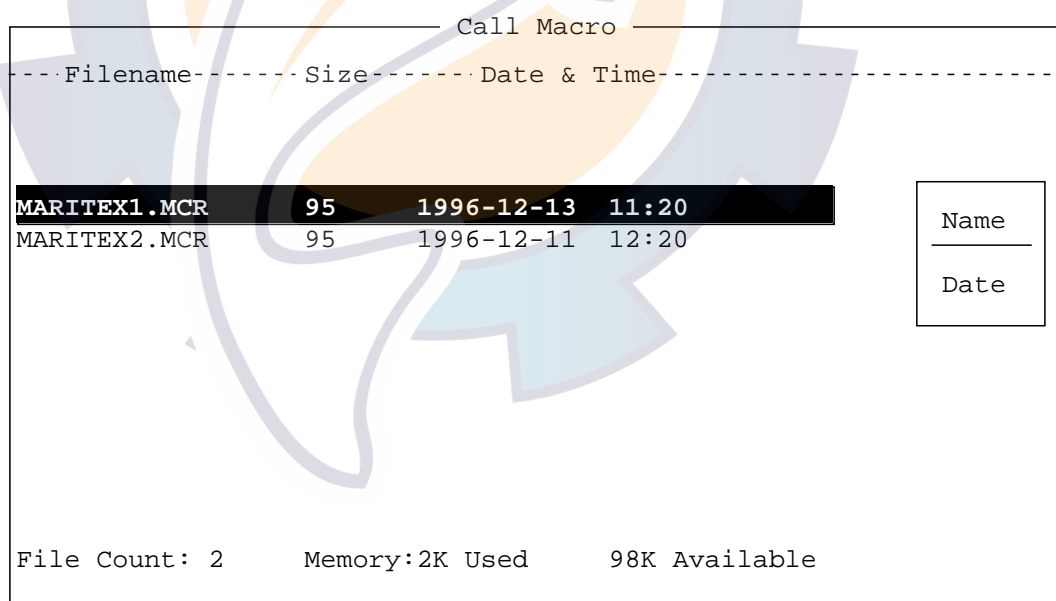 Call Macro
----Filename-------Size-------Date & Time-------------------------
MARITEX1.MCR 95 1996-12-13 11:20
MARITEX2.MCR 95 1996-12-11 12:20
Name
Date
File Count: 2 Memory:2K Used 98K Available